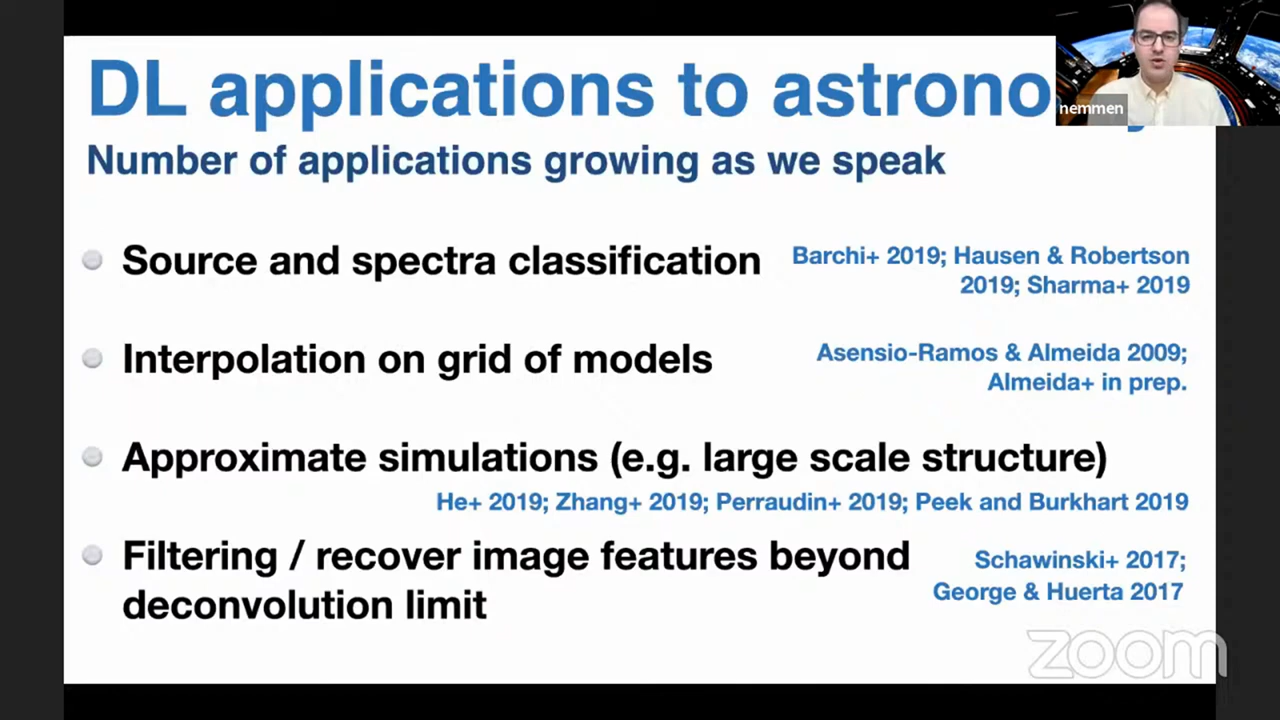 DL applications to astrono
nemmen
Number of applications growing as we speak
Source and spectra classification
Barchi+ 2019; Hausen & Robertson
2019; Sharma+ 2019
Interpolation on grid of models
Asensio-Ramos & Almeida 2009;
Almeida+ in prep.
Approximate simulations (e.g. large scale structure)
He+ 2019; Zhang+ 2019; Perraudin+ 2019; Peek and Burkhart 2019
Filtering / recover image features beyond
deconvolution limit
Schawinski+ 2017;
George & Huerta 2017
zoom